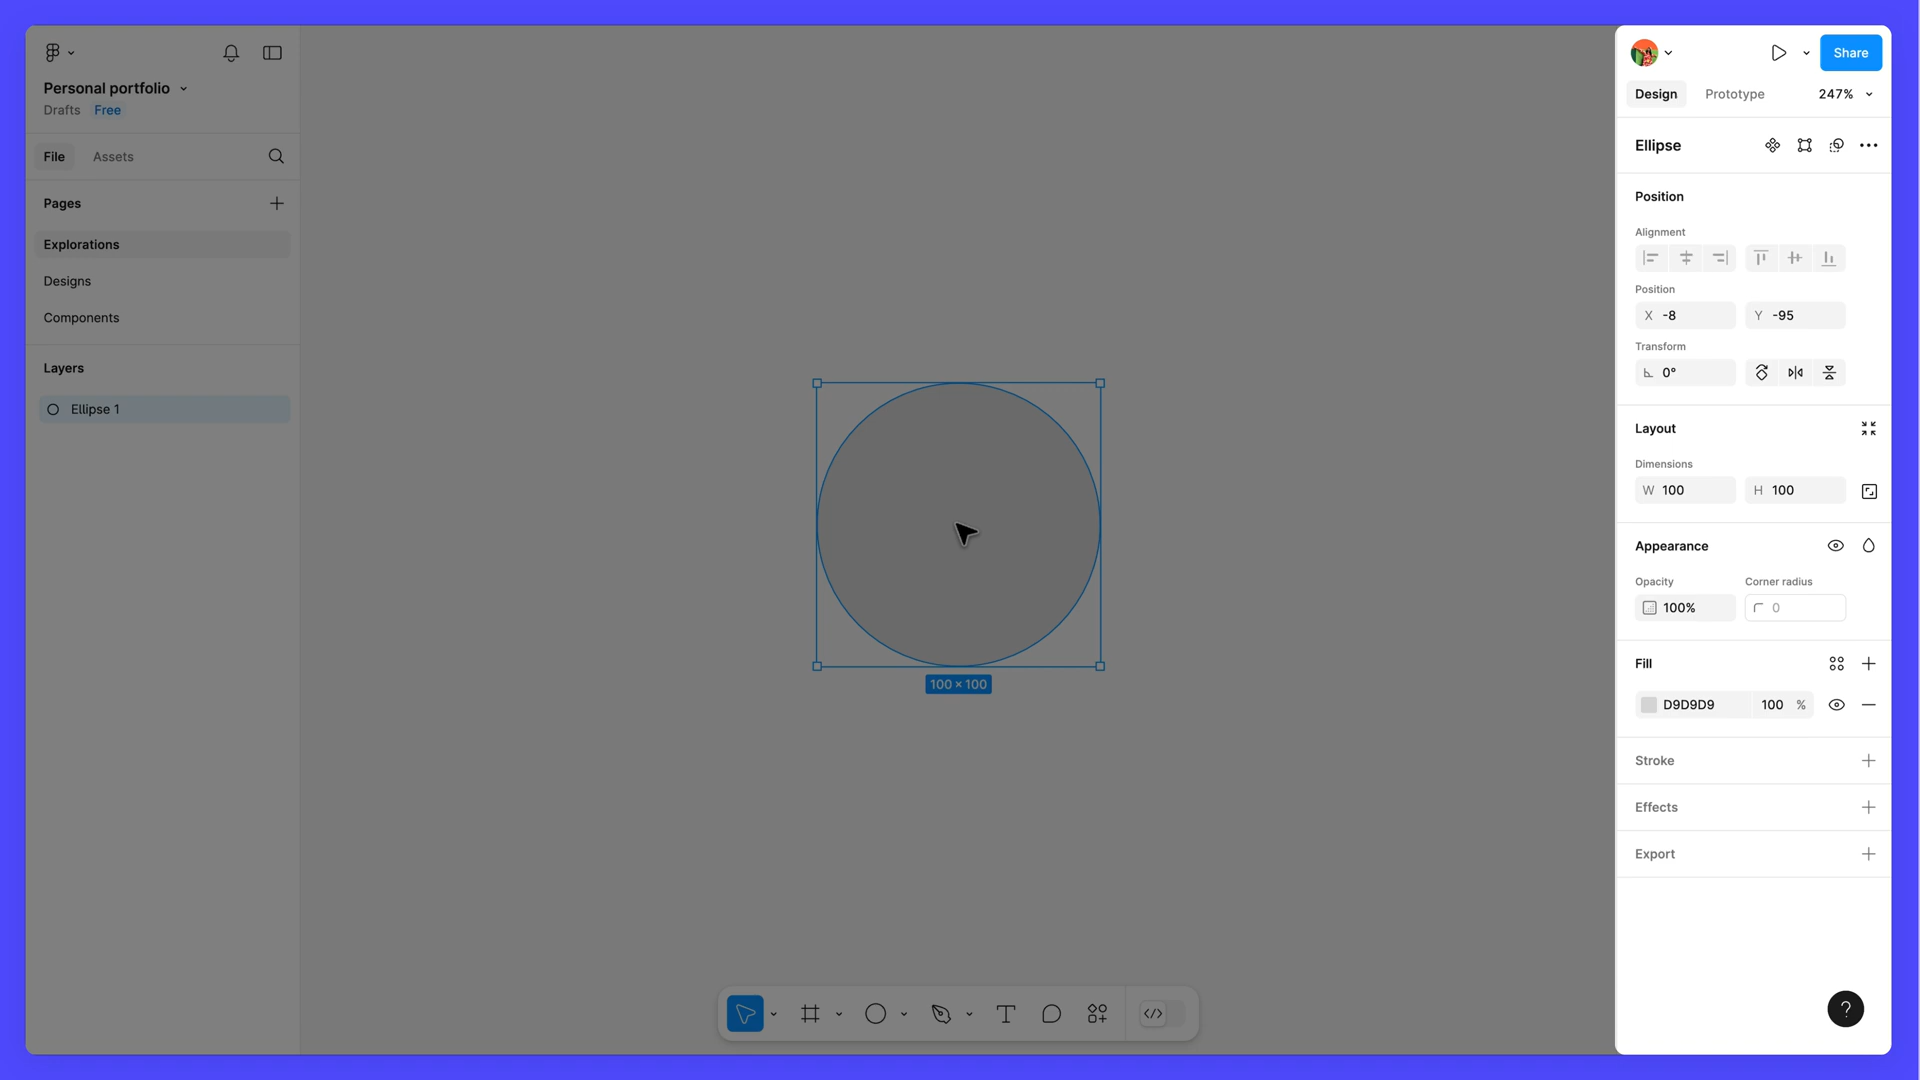 Personal portfolio
Drafts Free
File Assets
Pages
Explorations
Designs
Components
Layers
Ellipse 1
100 × 100
Share
Design Prototype 247%
Ellipse
Position
Alignment
Position
X -8 Y -95
Transform
0°
Layout
Dimensions
W 100 H 100
Appearance
Opacity Corner radius
100% 0
Fill
D9D9D9 100 %
Stroke
Effects
Export
?